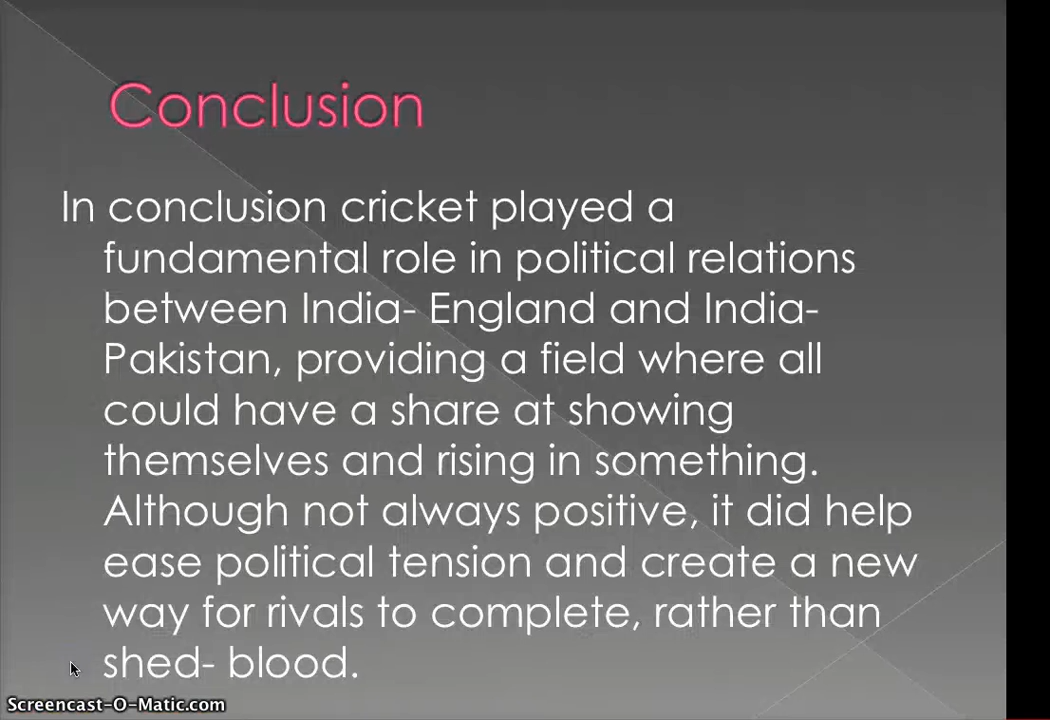 Conclusion
In conclusion cricket played a
fundamental role in political relations
between India- England and India-
Pakistan, providing a field where all
could have a share at showing
themselves and rising in something.
Although not always positive, it did help
ease political tension and create a new
way for rivals to complete, rather than
shed- blood.
Screencast-O-Matic.com